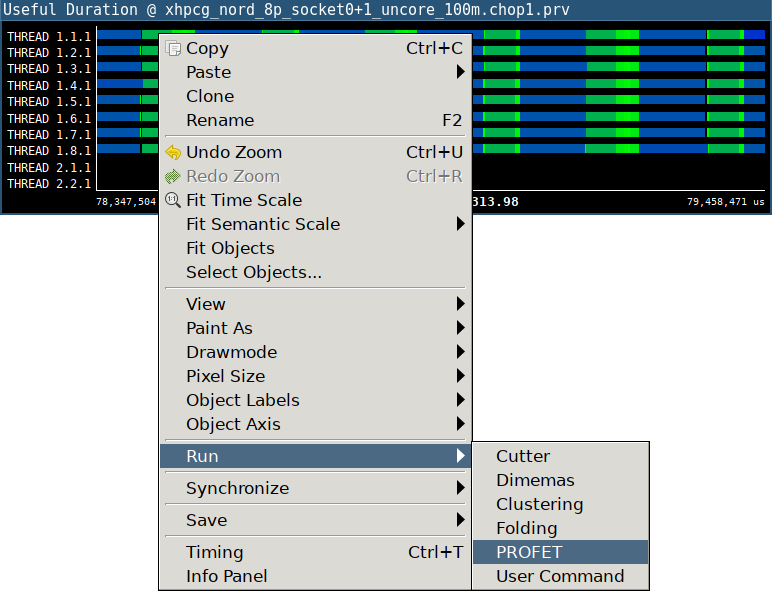 Useful Duration @ xhpcg_nord_8p_socket0+1_uncore_100m.chop1.prv
THREAD 1.1.1
THREAD 1.2.1
THREAD 1.3.1
THREAD 1.4.1
THREAD 1.5.1
THREAD 1.6.1
THREAD 1.7.1
THREAD 1.8.1
THREAD 2.1.1
THREAD 2.2.1
78,347,504
313.98
79,458,471 us
Copy Ctrl+C
Paste
Clone
Rename F2
Undo Zoom Ctrl+U
Redo Zoom Ctrl+R
1:1 Fit Time Scale
Fit Semantic Scale
Fit Objects
Select Objects...
View
Paint As
Drawmode
Pixel Size
Object Labels
Object Axis
Run
Synchronize
Save
Timing Ctrl+T
Info Panel
Cutter
Dimemas
Clustering
Folding
PROFET
User Command